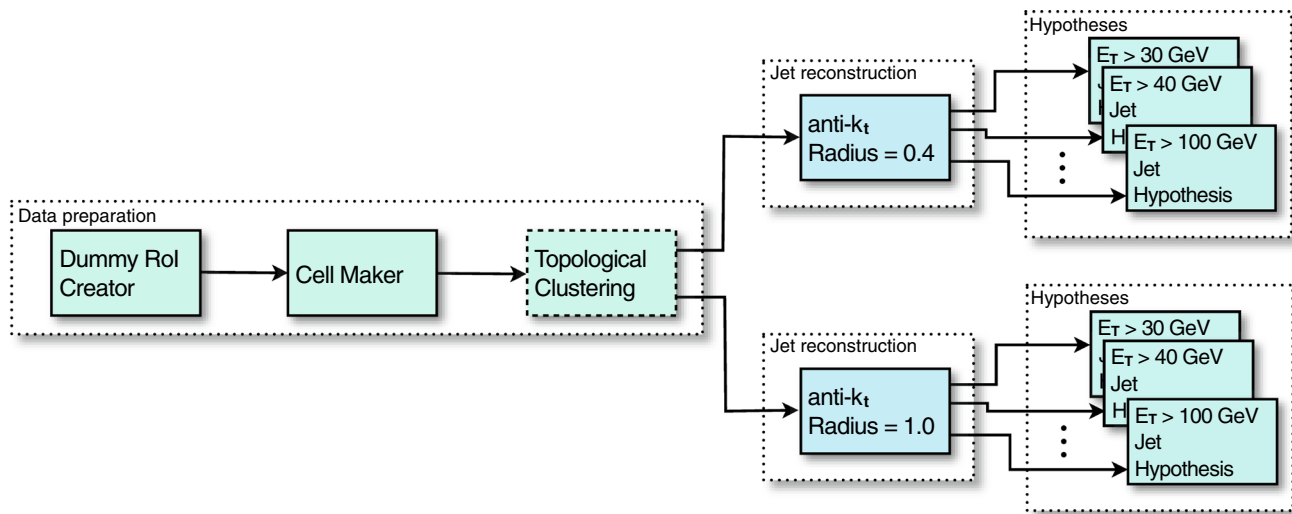 Data preparation
Dummy RoI
Creator
Cell Maker
Topological
Clustering
Jet reconstruction
anti-kt
Radius = 0.4
Hypotheses
ET > 30 GeV
ET > 40 GeV
Jet
ET > 100 GeV
Jet
Hypothesis
Jet reconstruction
anti-kt
Radius = 1.0
Hypotheses
ET > 30 GeV
ET > 40 GeV
Jet
ET > 100 GeV
Jet
Hypothesis